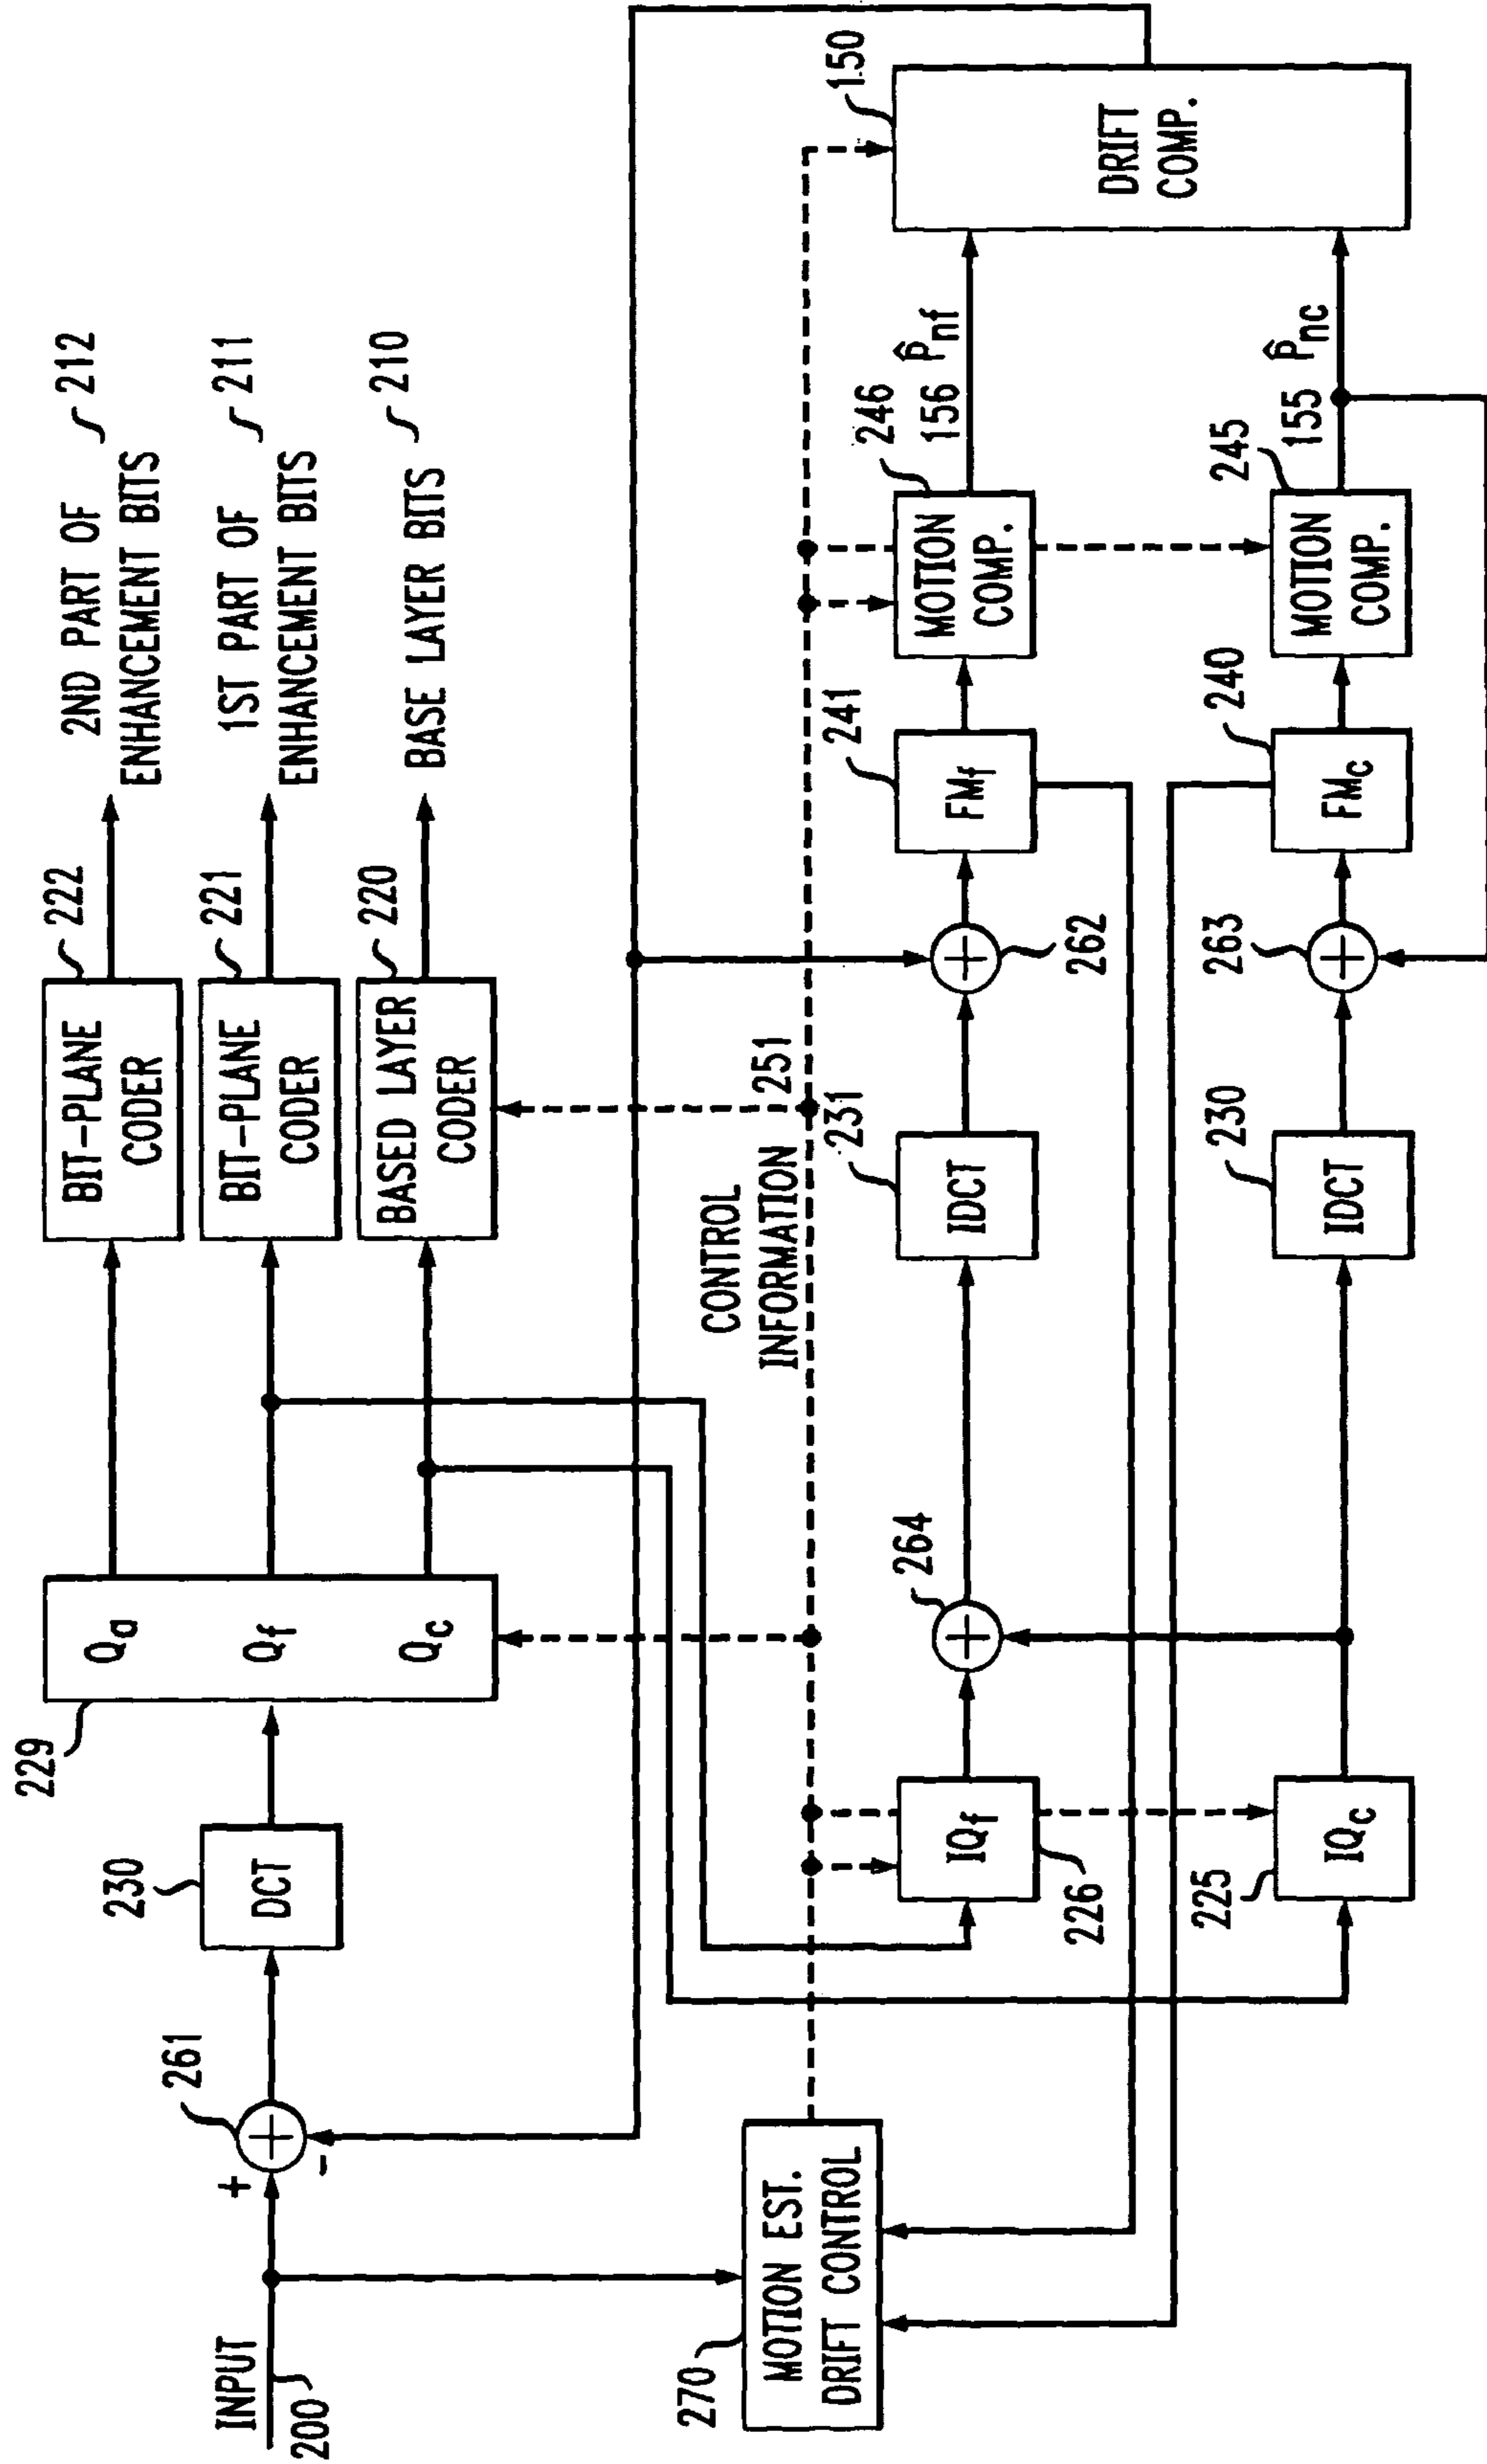 INPUT
200
+
-
261
230
DCT
229
Qa
Qf
Qc
BIT-PLANE
CODER
222
BIT-PLANE
CODER
221
BASED LAYER
CODER
220
2ND PART OF
ENHANCEMENT BITS
212
1ST PART OF
ENHANCEMENT BITS
211
BASE LAYER BITS
210
270
MOTION EST.
DRIFT CONTROL
CONTROL
INFORMATION
251
IQf
226
264
IDCT
231
262
FMf
241
MOTION
COMP.
246
156
P̂nf
DRIFT
COMP.
150
IQc
225
IDCT
230
263
FMc
240
MOTION
COMP.
245
155
P̂nc